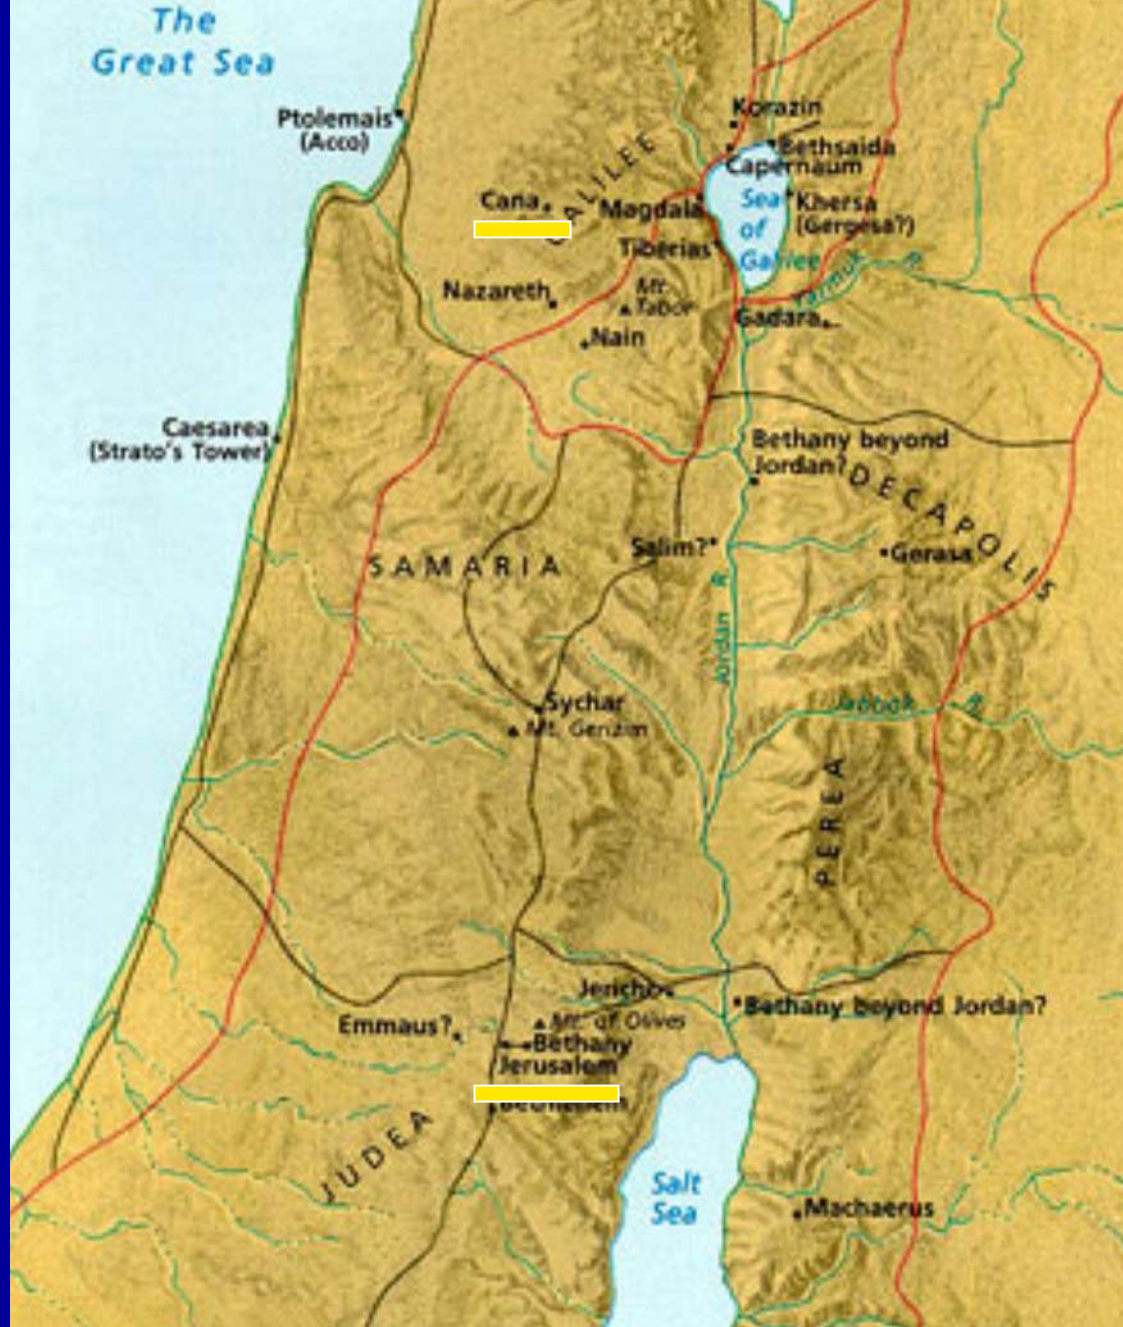 The
Great Sea
Korazin
Ptolemais
(Acco)
Bethsaida
Capernaum
GALILEE
Cana
Magdala
Sea
of
Galilee
Khersa
(Gergesa?)
Tiberias
Yarmuk R.
Nazareth
Mt.
Tabor
Gadara
Nain
Caesarea
(Strato's Tower)
Bethany beyond
Jordan?
DECAPOLIS
Salim?
Gerasa
SAMARIA
Jordan R.
Sychar
Mt. Gerizim
Jabbok R.
PEREA
Jericho
Bethany beyond Jordan?
Emmaus?
Mt. of Olives
Bethany
Jerusalem
Bethlehem
JUDEA
Salt
Sea
Machaerus